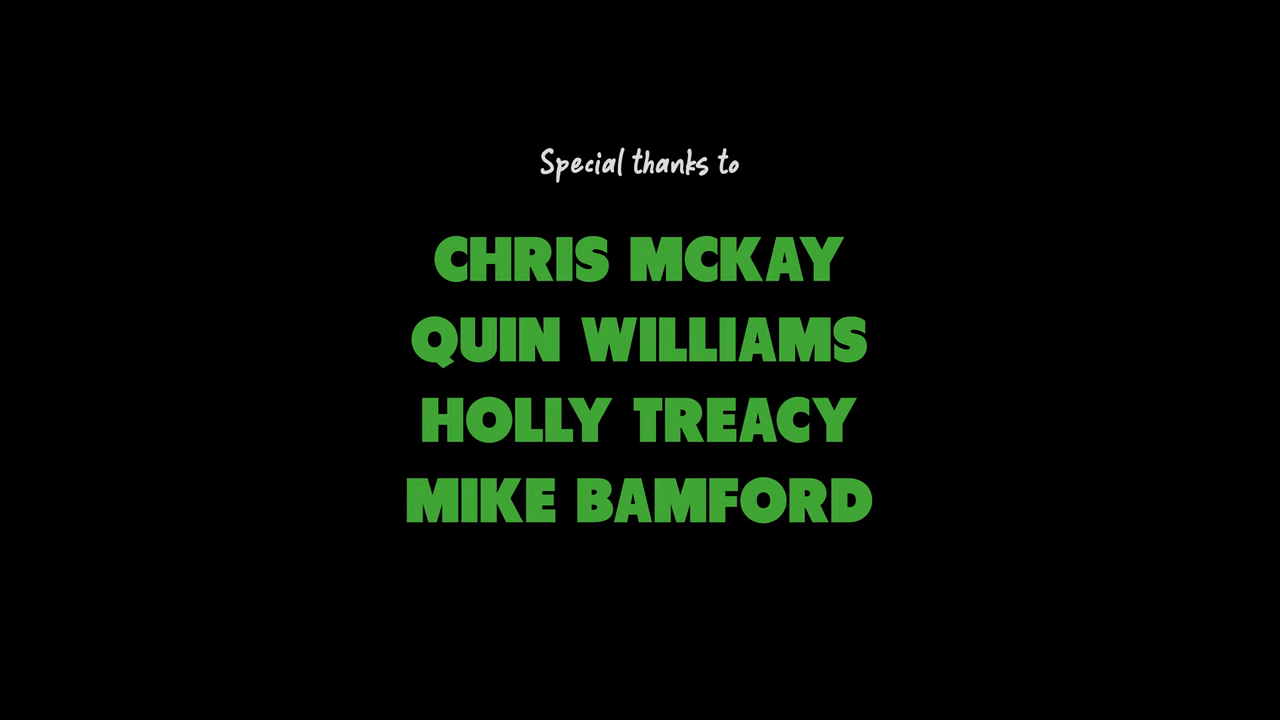 Special thanks to
CHRIS MCKAY
QUIN WILLIAMS
HOLLY TREACY
MIKE BAMFORD